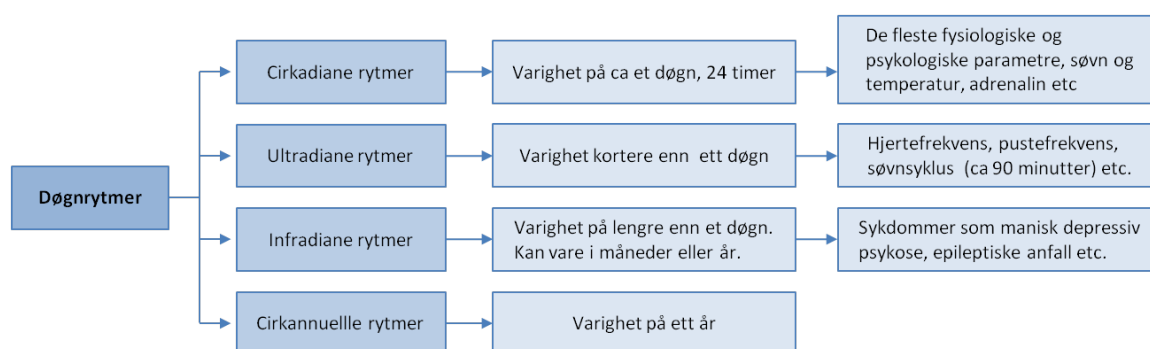 Døgnrytmer
Cirkadiane rytmer
Varighet på ca et døgn, 24 timer
De fleste fysiologiske og
psykologiske parametre, søvn og
temperatur, adrenalin etc
Ultradiane rytmer
Varighet kortere enn ett døgn
Hjertefrekvens, pustefrekvens,
søvnsyklus (ca 90 minutter) etc.
Infradiane rytmer
Varighet på lengre enn et døgn.
Kan vare i måneder eller år.
Sykdommer som manisk depressiv
psykose, epileptiske anfall etc.
Cirkannuellle rytmer
Varighet på ett år